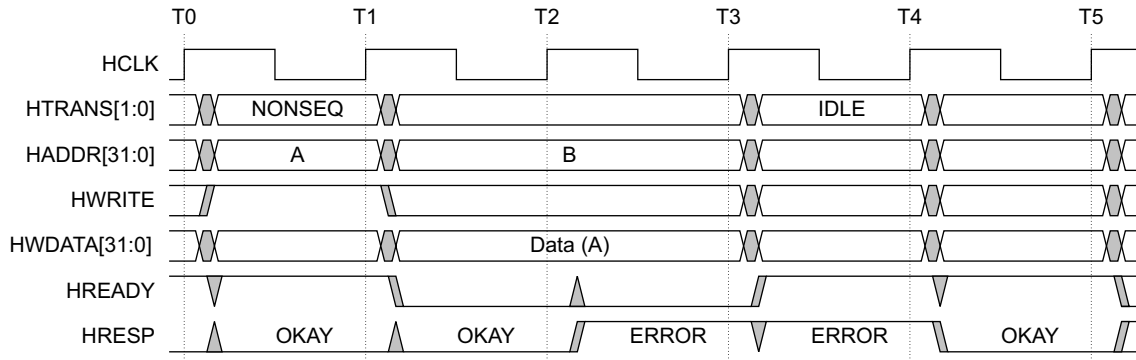 T0 T1 T2 T3 T4 T5
HCLK
HTRANS[1:0] NONSEQ IDLE
HADDR[31:0] A B
HWRITE
HWDATA[31:0] Data (A)
HREADY
HRESP OKAY OKAY ERROR ERROR OKAY